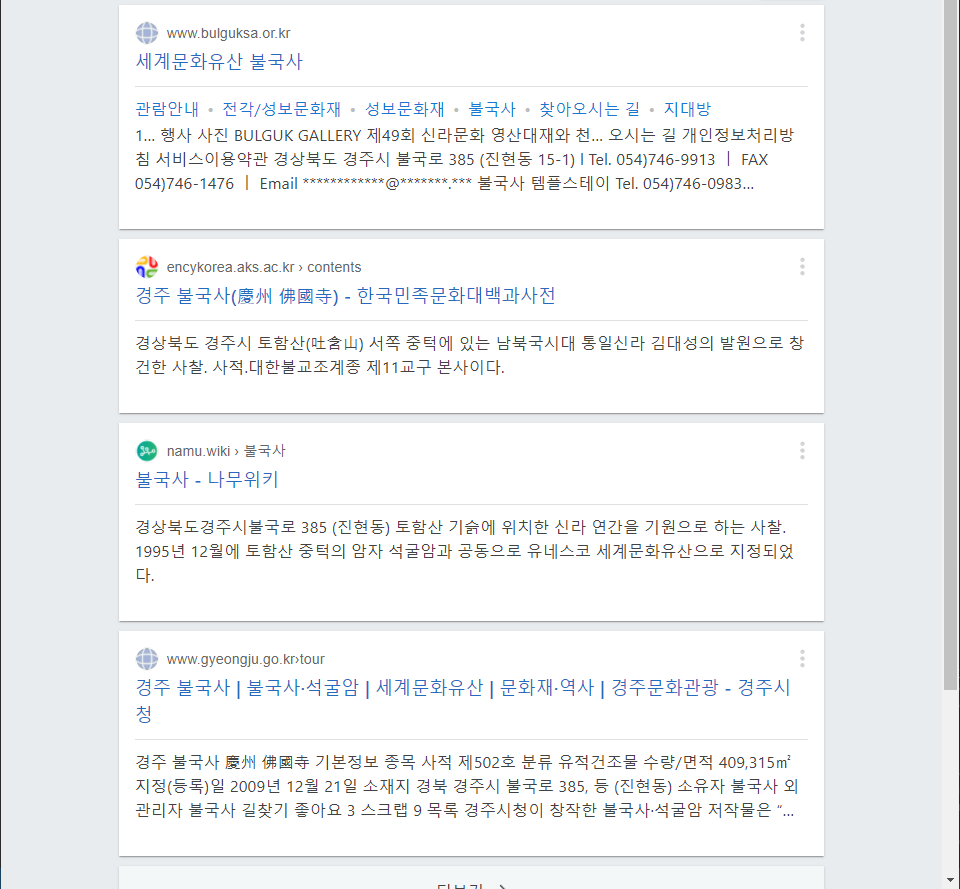 www.bulguksa.or.kr
세계문화유산 불국사
관람안내 • 전각/성보문화재 • 성보문화재 • 불국사 • 찾아오시는 길 • 지대방
1... 행사 사진 BULGUK GALLERY 제49회 신라문화 영산대재와 천... 오시는 길 개인정보처리방
침 서비스이용약관 경상북도 경주시 불국로 385 (진현동 15-1) l Tel. 054)746-9913 ㅣ FAX
054)746-1476 ㅣ Email ************@*******.*** 불국사 템플스테이 Tel. 054)746-0983...
encykorea.aks.ac.kr › contents
경주 불국사(慶州 佛國寺) - 한국민족문화대백과사전
경상북도 경주시 토함산(吐含山) 서쪽 중턱에 있는 남북국시대 통일신라 김대성의 발원으로 창
건한 사찰. 사적.대한불교조계종 제11교구 본사이다.
namu.wiki › 불국사
불국사 - 나무위키
경상북도경주시불국로 385 (진현동) 토함산 기슭에 위치한 신라 연간을 기원으로 하는 사찰.
1995년 12월에 토함산 중턱의 암자 석굴암과 공동으로 유네스코 세계문화유산으로 지정되었
다.
www.gyeongju.go.kr›tour
경주 불국사 | 불국사·석굴암 | 세계문화유산 | 문화재·역사 | 경주문화관광 - 경주시
청
경주 불국사 慶州 佛國寺 기본정보 종목 사적 제502호 분류 유적건조물 수량/면적 409,315㎡
지정(등록)일 2009년 12월 21일 소재지 경북 경주시 불국로 385, 등 (진현동) 소유자 불국사 외
관리자 불국사 길찾기 좋아요 3 스크랩 9 목록 경주시청이 창작한 불국사·석굴암 저작물은 “...
더보기